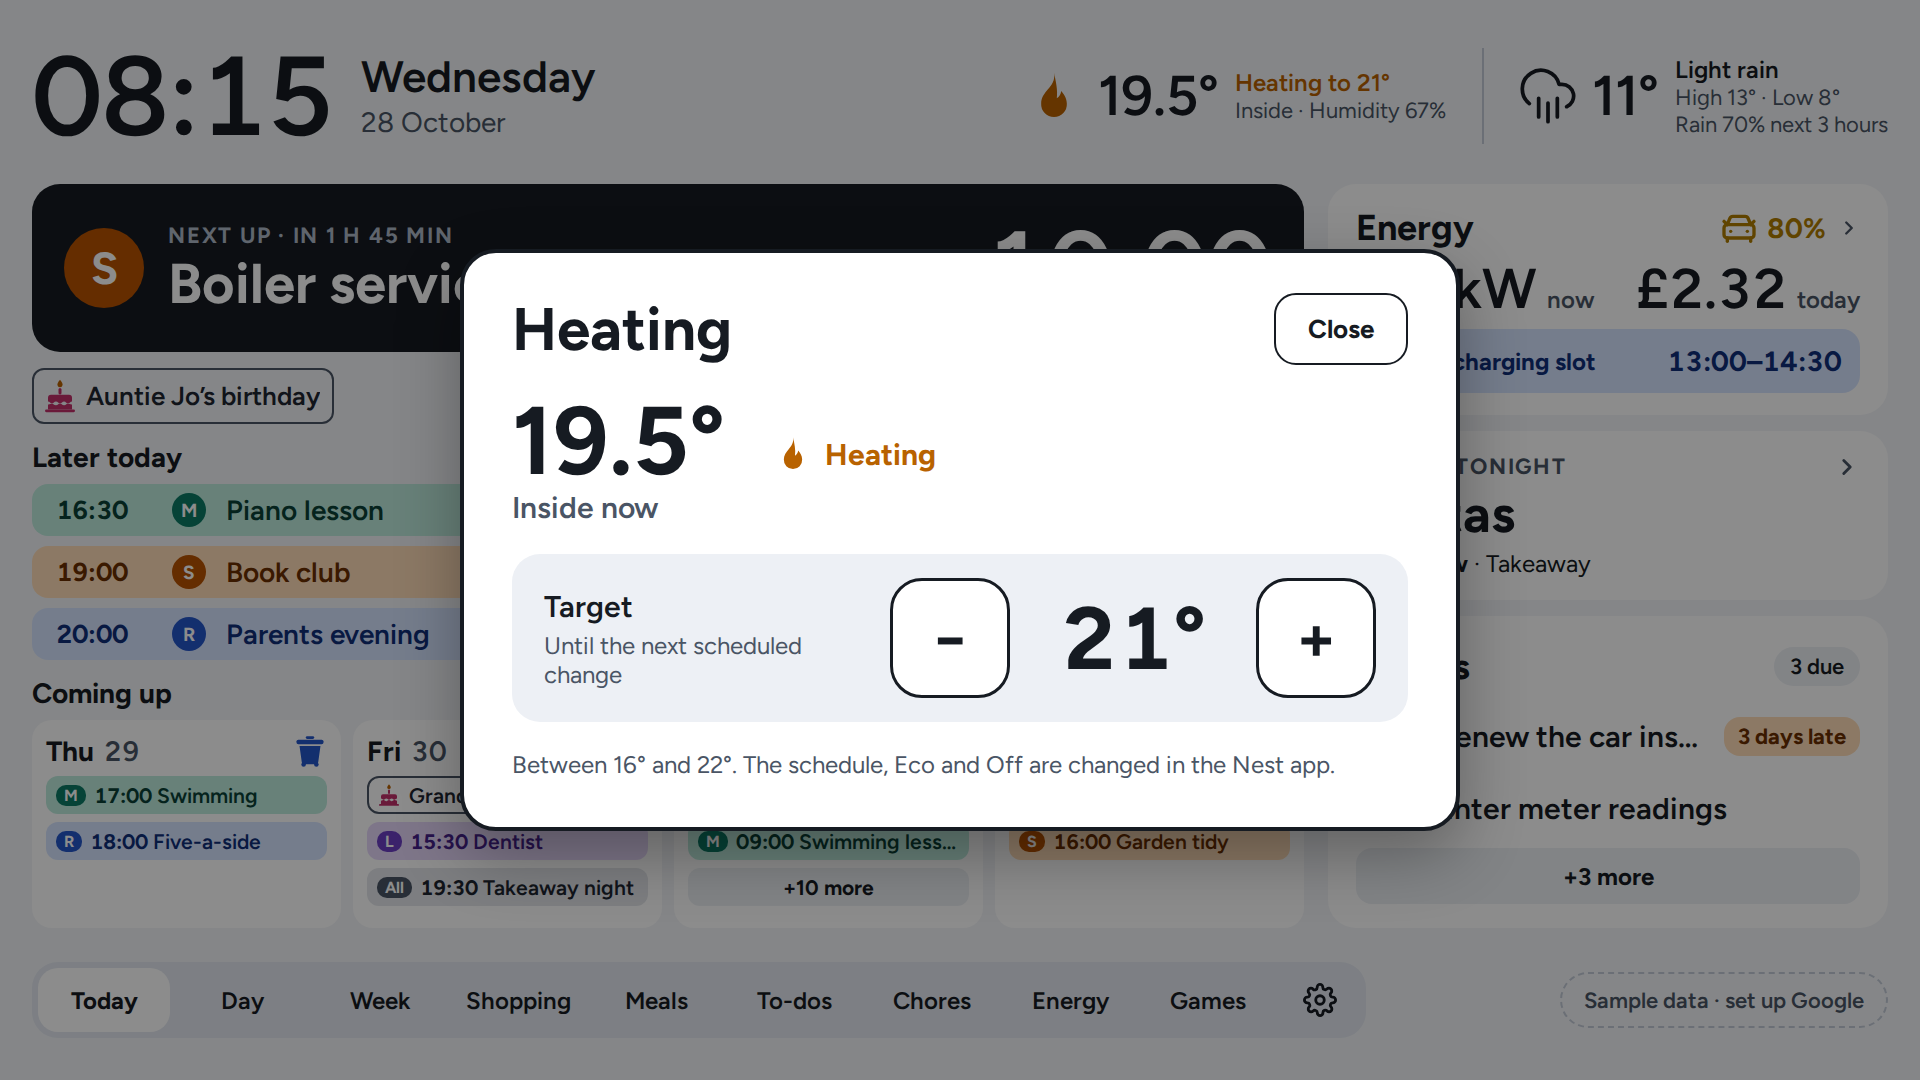 08:15
Wednesday
28 October
19.5°
Heating to 21°
Inside · Humidity 67%
11°
Light rain
High 13° · Low 8°
Rain 70% next 3 hours
S
NEXT UP · IN 1 H 45 MIN
Boiler servic
Auntie Jo's birthday
Later today
16:30 M Piano lesson
19:00 S Book club
20:00 R Parents evening
Coming up
Thu 29
M 17:00 Swimming
R 18:00 Five-a-side
Fri 30
Grand
L 15:30 Dentist
All 19:30 Takeaway night
M 09:00 Swimming less...
+10 more
S 16:00 Garden tidy
Heating
Close
19.5°
Heating
Inside now
Target
Until the next scheduled
change
− 21° +
Between 16° and 22°. The schedule, Eco and Off are changed in the Nest app.
Energy
80%
kW now
£2.32 today
charging slot
13:00–14:30
TONIGHT
as
· Takeaway
s
3 due
enew the car ins...
3 days late
nter meter readings
+3 more
Today
Day
Week
Shopping
Meals
To-dos
Chores
Energy
Games
Sample data · set up Google